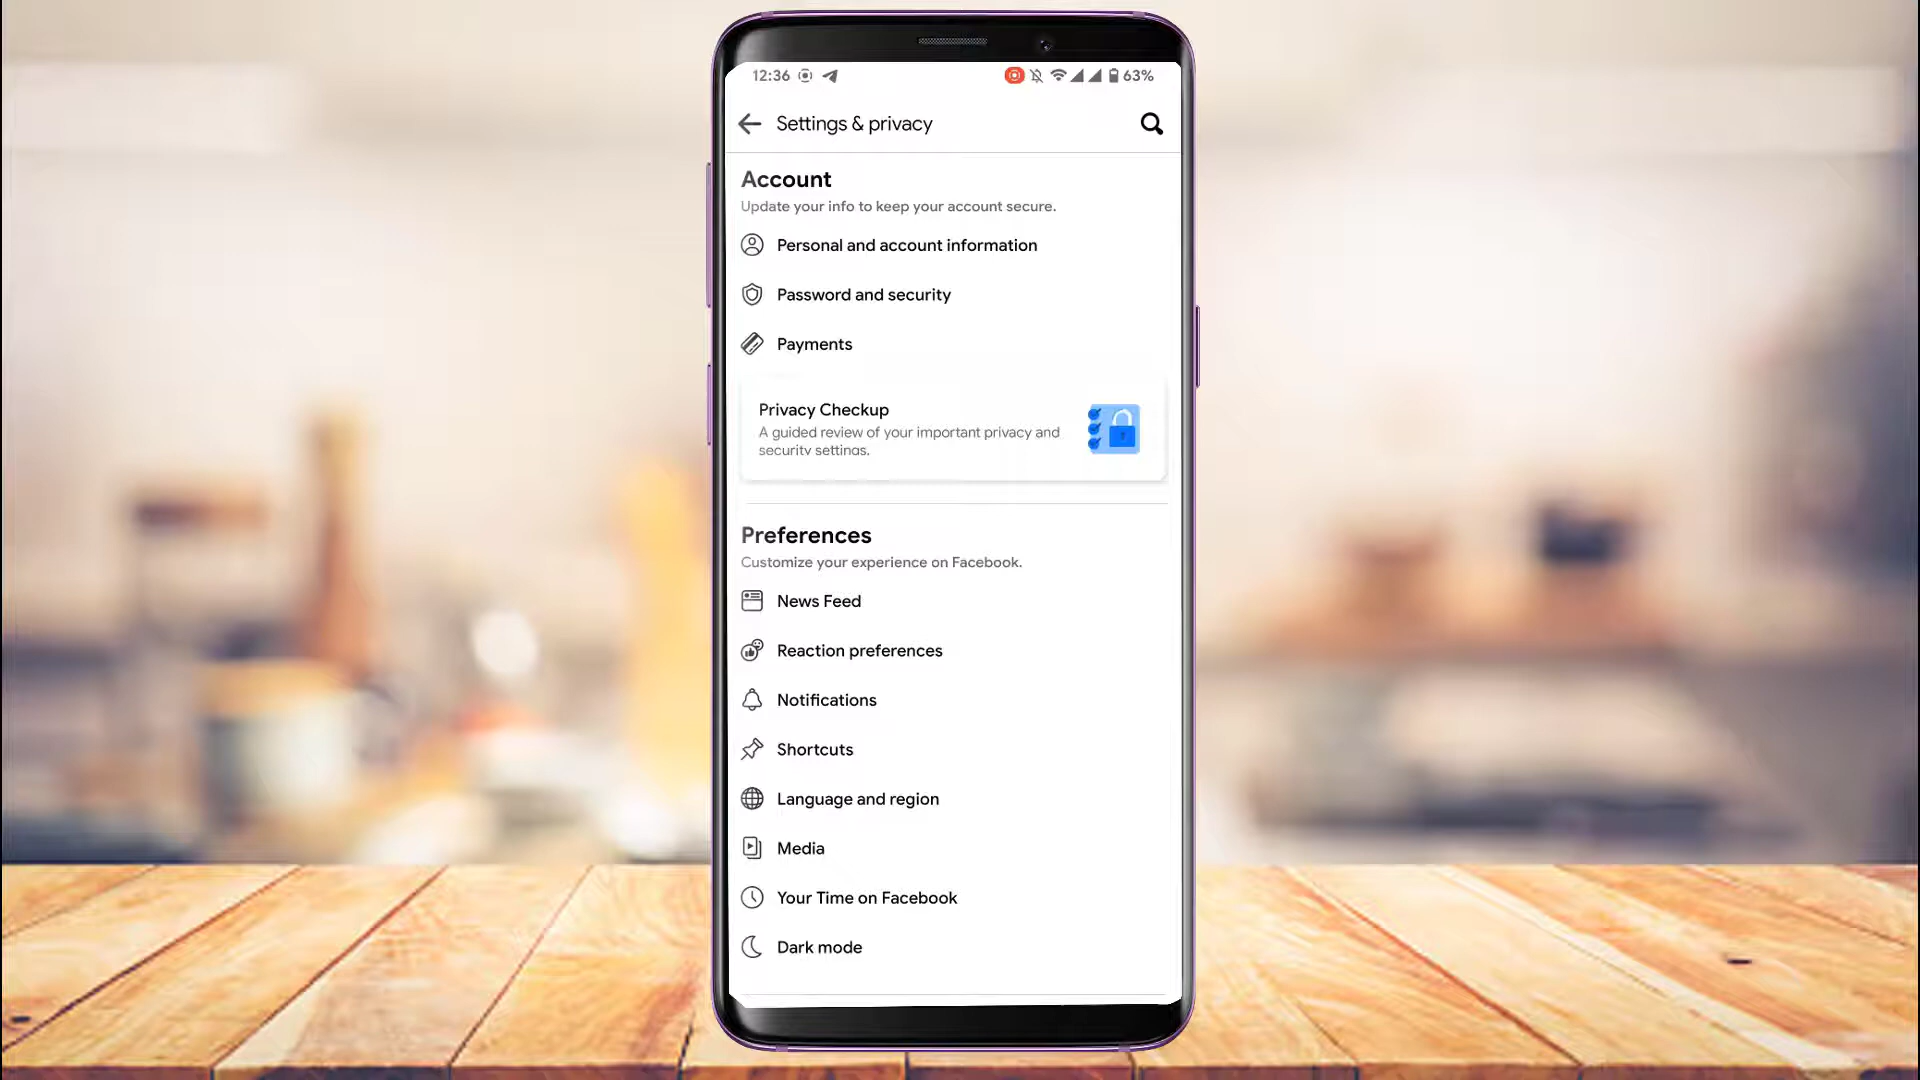 12:36
63%
Settings & privacy
Account
Update your info to keep your account secure.
Personal and account information
Password and security
Payments
Privacy Checkup
A guided review of your important privacy and
security settings.
Preferences
Customize your experience on Facebook.
News Feed
Reaction preferences
Notifications
Shortcuts
Language and region
Media
Your Time on Facebook
Dark mode